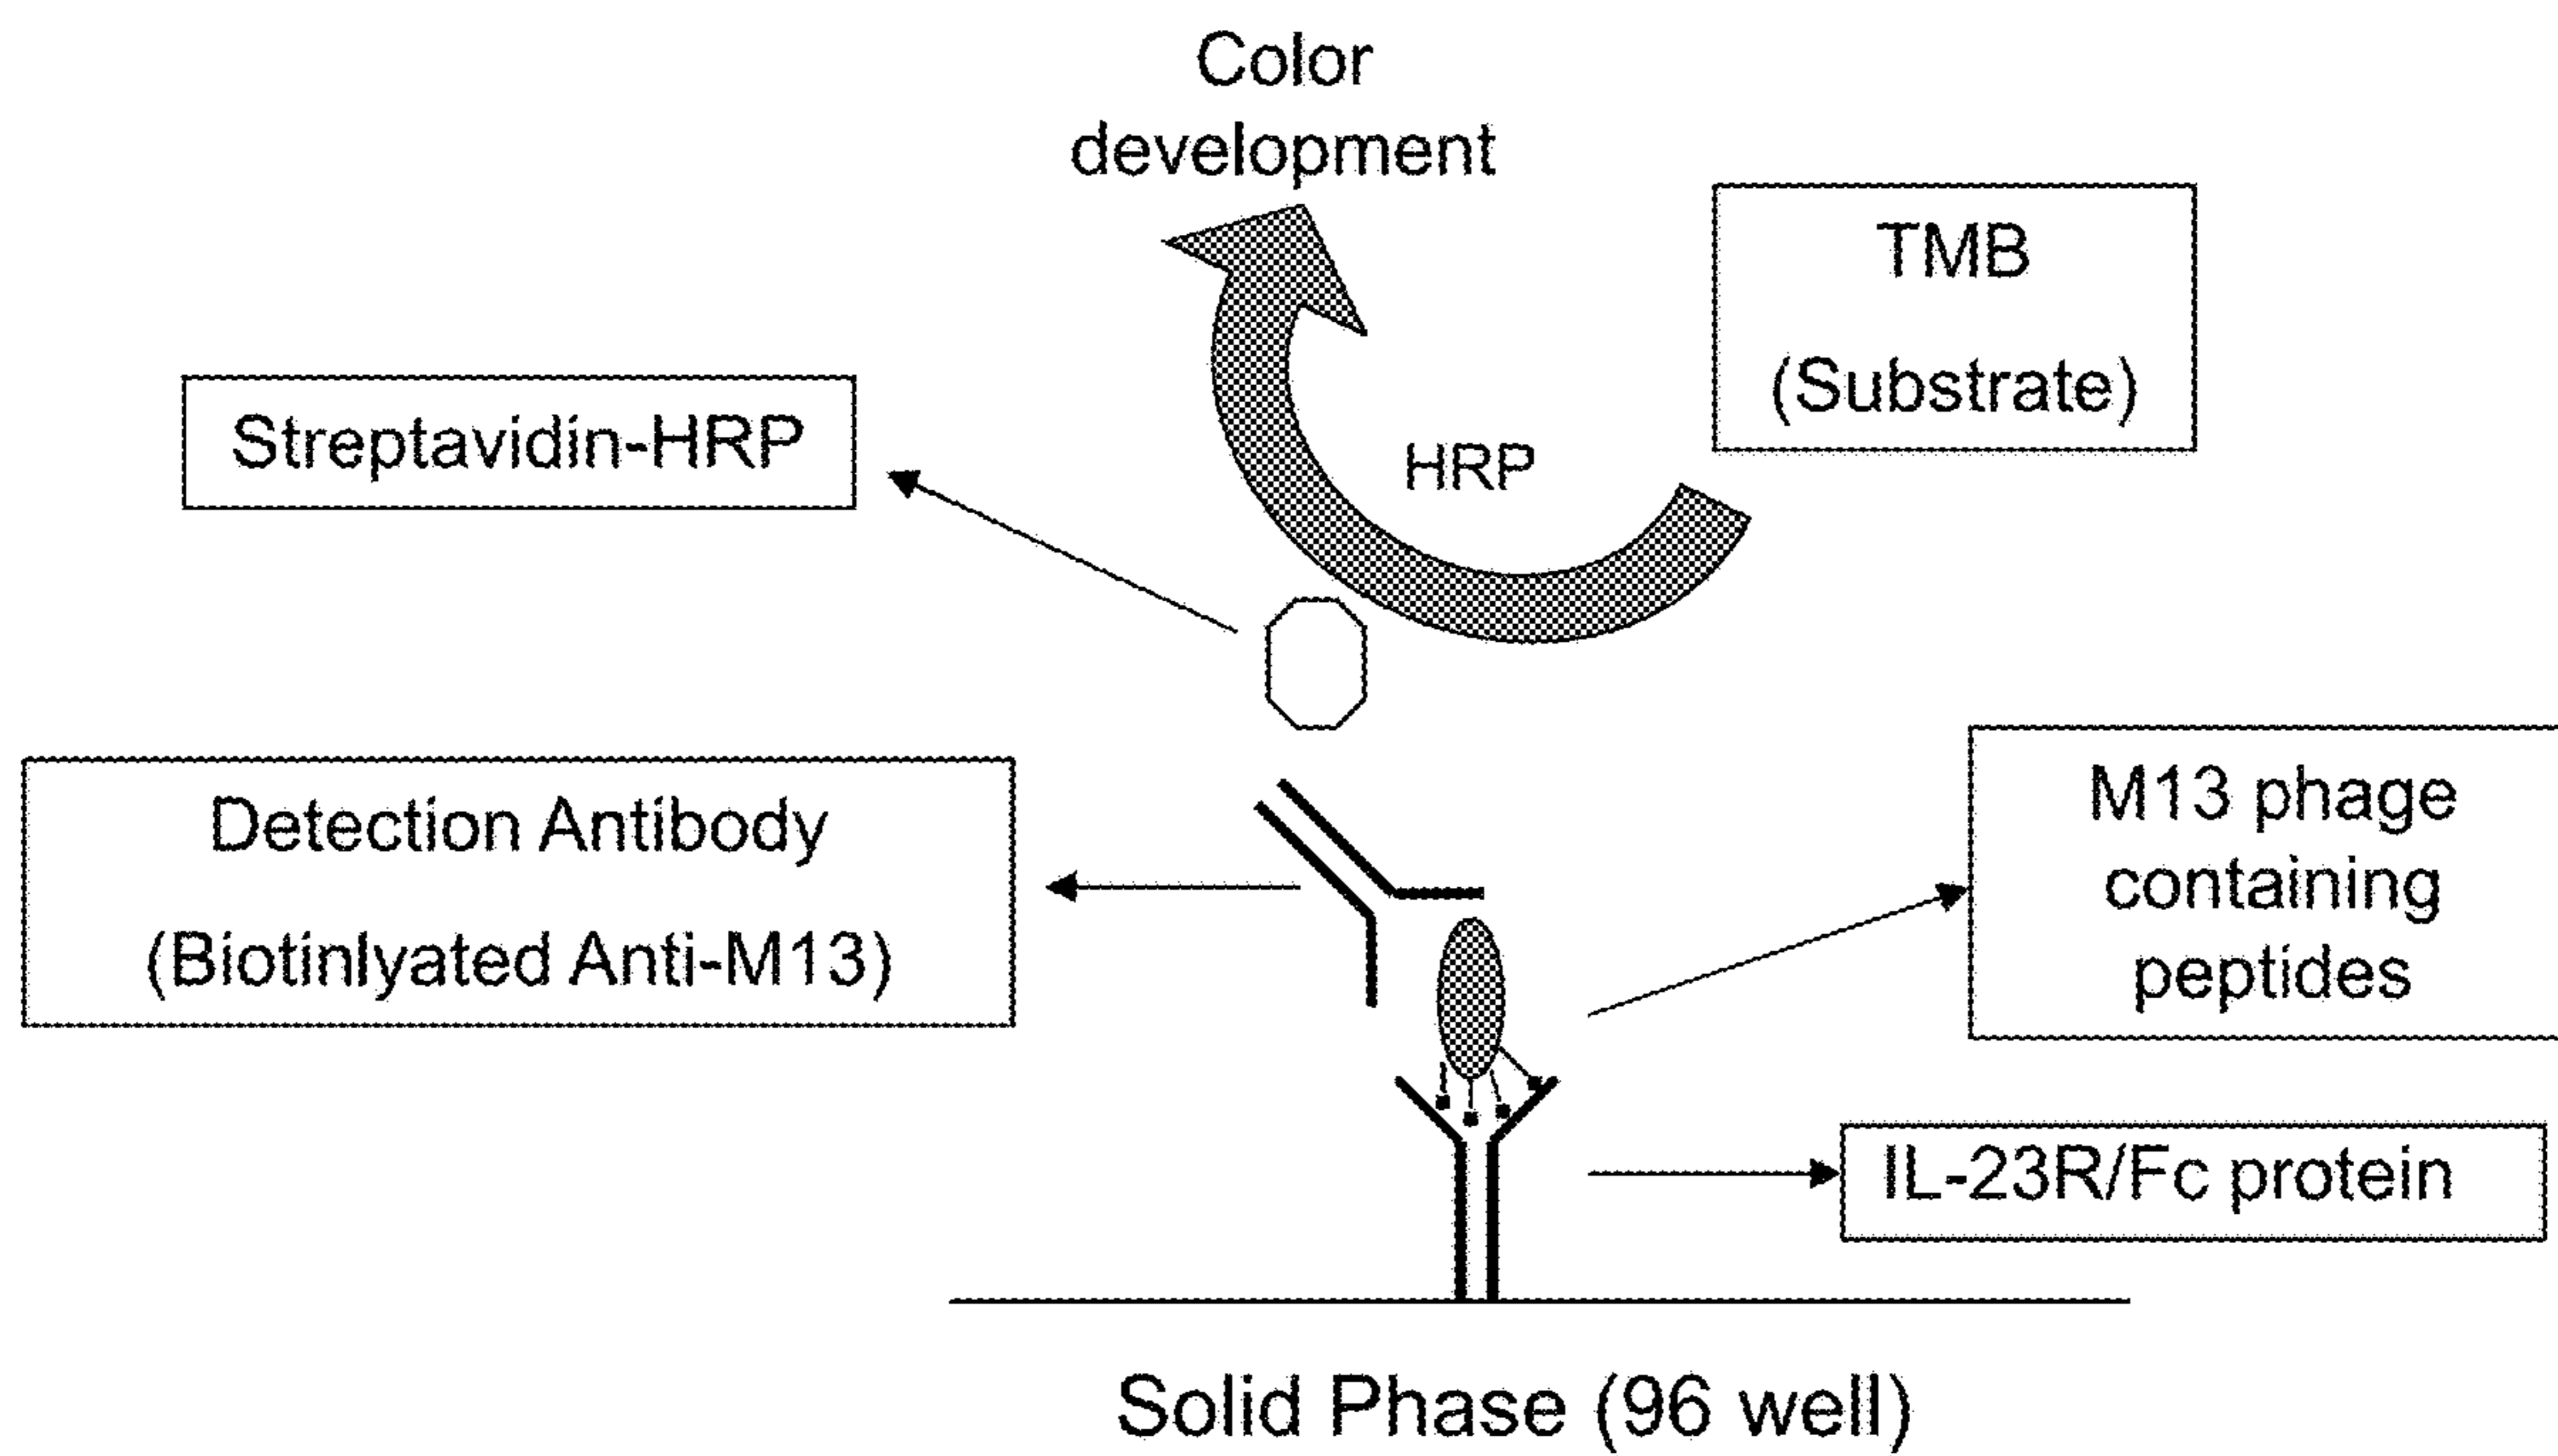 Color
development
TMB
(Substrate)
Streptavidin-HRP
HRP
Detection Antibody
(Biotinlyated Anti-M13)
M13 phage
containing
peptides
IL-23R/Fc protein
Solid Phase (96 well)